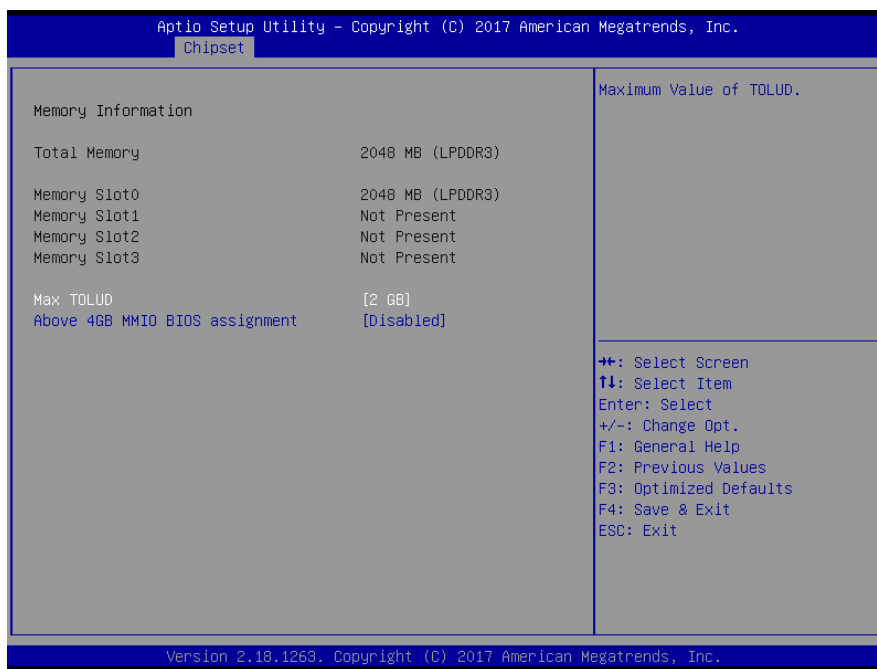 Aptio Setup Utility – Copyright (C) 2017 American Megatrends, Inc.
Chipset
Memory Information
Total Memory 2048 MB (LPDDR3)
Memory Slot0 2048 MB (LPDDR3)
Memory Slot1 Not Present
Memory Slot2 Not Present
Memory Slot3 Not Present
Max TOLUD [2 GB]
Above 4GB MMIO BIOS assignment [Disabled]
Maximum Value of TOLUD.
→←: Select Screen
↑↓: Select Item
Enter: Select
+/-: Change Opt.
F1: General Help
F2: Previous Values
F3: Optimized Defaults
F4: Save & Exit
ESC: Exit
Version 2.18.1263. Copyright (C) 2017 American Megatrends, Inc.